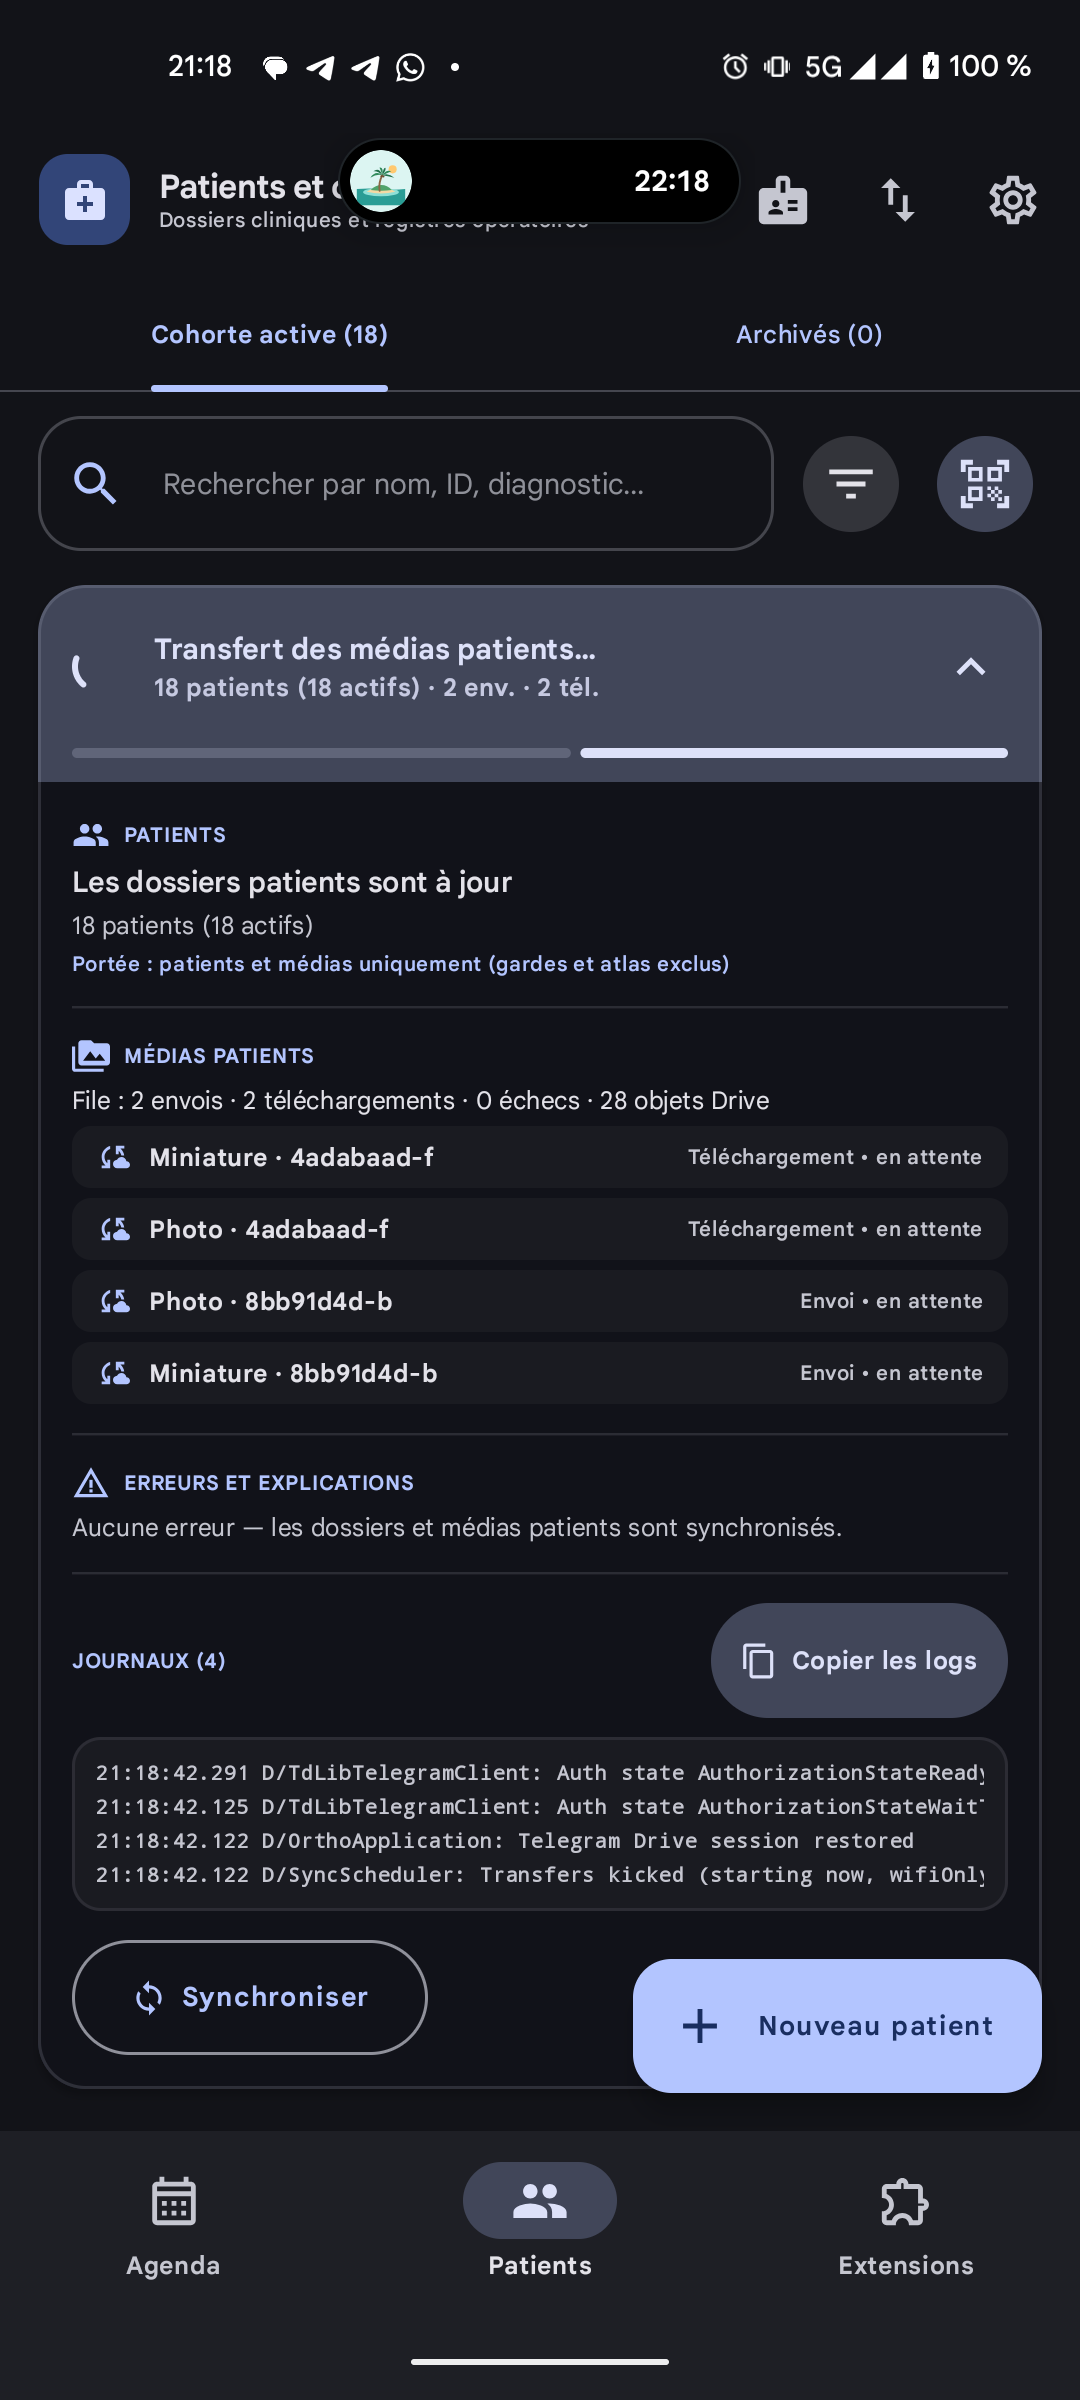 21:18
5G
100 %
Patients et
22:18
Dossiers cliniques et registres opératoires
Cohorte active (18)
Archivés (0)
Rechercher par nom, ID, diagnostic...
Transfert des médias patients...
18 patients (18 actifs) · 2 env. · 2 tél.
PATIENTS
Les dossiers patients sont à jour
18 patients (18 actifs)
Portée : patients et médias uniquement (gardes et atlas exclus)
MÉDIAS PATIENTS
File : 2 envois · 2 téléchargements · 0 échecs · 28 objets Drive
Miniature · 4adabaad-f
Téléchargement • en attente
Photo · 4adabaad-f
Téléchargement • en attente
Photo · 8bb91d4d-b
Envoi • en attente
Miniature · 8bb91d4d-b
Envoi • en attente
ERREURS ET EXPLICATIONS
Aucune erreur — les dossiers et médias patients sont synchronisés.
JOURNAUX (4)
Copier les logs
21:18:42.291 D/TdLibTelegramClient: Auth state AuthorizationStateReady
21:18:42.125 D/TdLibTelegramClient: Auth state AuthorizationStateWait
21:18:42.122 D/OrthoApplication: Telegram Drive session restored
21:18:42.122 D/SyncScheduler: Transfers kicked (starting now, wifiOnly
Synchroniser
Nouveau patient
Agenda
Patients
Extensions